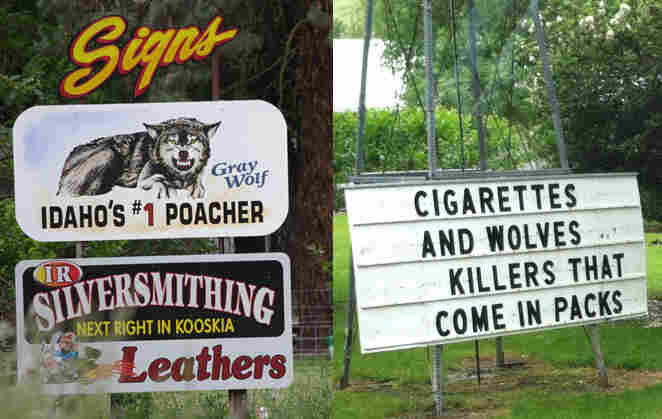 Signs
Gray
Wolf
IDAHO'S #1 POACHER
IR
SILVERSMITHING
NEXT RIGHT IN KOOSKIA
Leathers
CIGARETTES
AND WOLVES
KILLERS THAT
COME IN PACKS